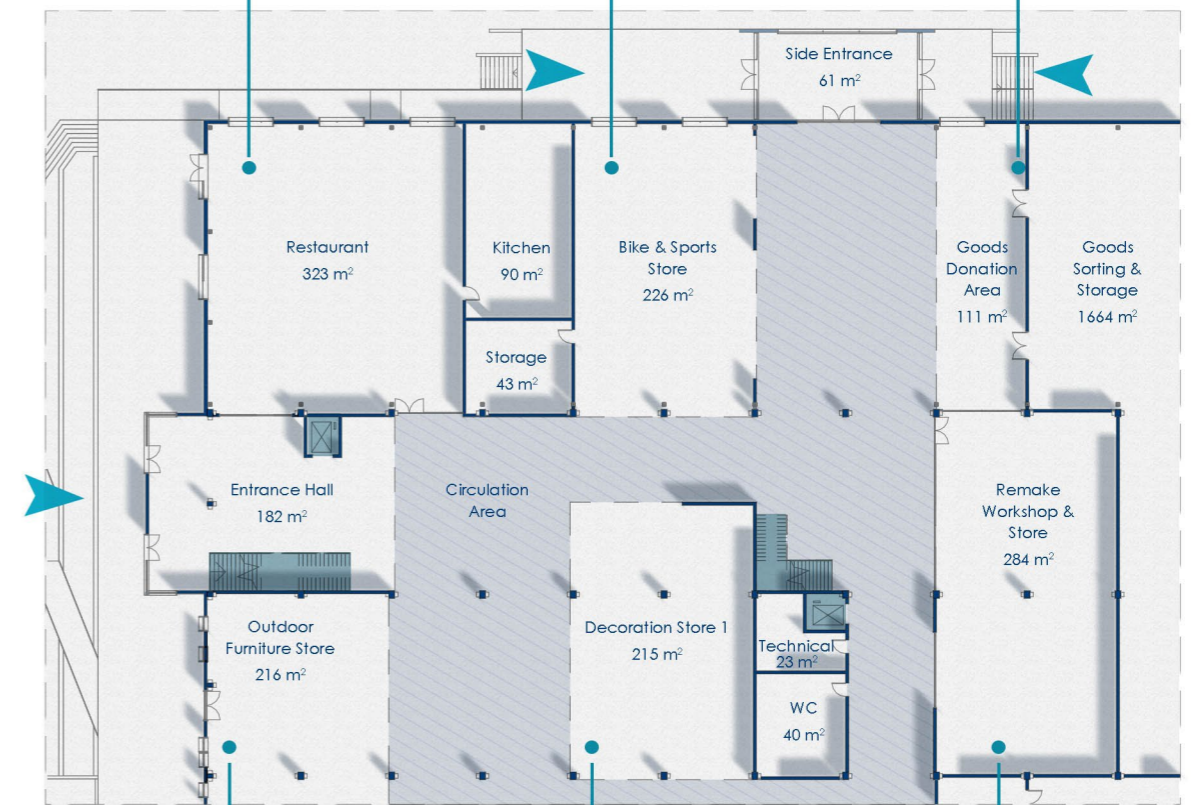 Side Entrance
61 m²
Restaurant
323 m²
Kitchen
90 m²
Bike & Sports
Store
226 m²
Goods
Donation
Area
111 m²
Goods
Sorting &
Storage
1664 m²
Storage
43 m²
Entrance Hall
182 m²
Circulation
Area
Remake
Workshop &
Store
284 m²
Outdoor
Furniture Store
216 m²
Decoration Store 1
215 m²
Technical
23 m²
WC
40 m²